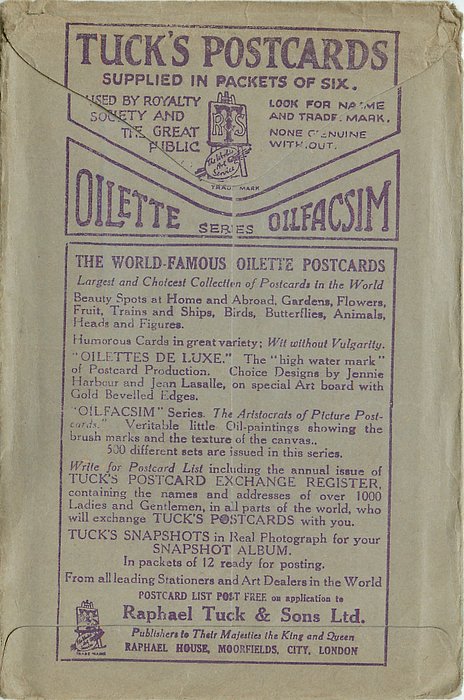 TUCK'S POSTCARDS
SUPPLIED IN PACKETS OF SIX.
USED BY ROYALTY
SOCIETY AND
THE GREAT
PUBLIC
LOOK FOR NAME
AND TRADE MARK.
NONE GENUINE
WITHOUT.
TRADE MARK
OILETTE SERIES OILFACSIM
THE WORLD-FAMOUS OILETTE POSTCARDS
Largest and Choicest Collection of Postcards in the World
Beauty Spots at Home and Abroad, Gardens, Flowers,
Fruit, Trains and Ships, Birds, Butterflies, Animals,
Heads and Figures.
Humorous Cards in great variety; Wit without Vulgarity.
"OILETTES DE LUXE." The "high water mark"
of Postcard Production. Choice Designs by Jennie
Harbour and Jean Lasalle, on special Art board with
Gold Bevelled Edges.
"OILFACSIM" Series. The Aristocrats of Picture Post-
cards." Veritable little Oil-paintings showing the
brush marks and the texture of the canvas..
500 different sets are issued in this series.
Write for Postcard List including the annual issue of
TUCK'S POSTCARD EXCHANGE REGISTER,
containing the names and addresses of over 1000
Ladies and Gentlemen, in all parts of the world, who
will exchange TUCK'S POSTCARDS with you.
TUCK'S SNAPSHOTS in Real Photograph for your
SNAPSHOT ALBUM.
In packets of 12 ready for posting.
From all leading Stationers and Art Dealers in the World
POSTCARD LIST POST FREE on application to
Raphael Tuck & Sons Ltd.
Publishers to Their Majesties the King and Queen
RAPHAEL HOUSE, MOORFIELDS, CITY, LONDON
TRADE MARK